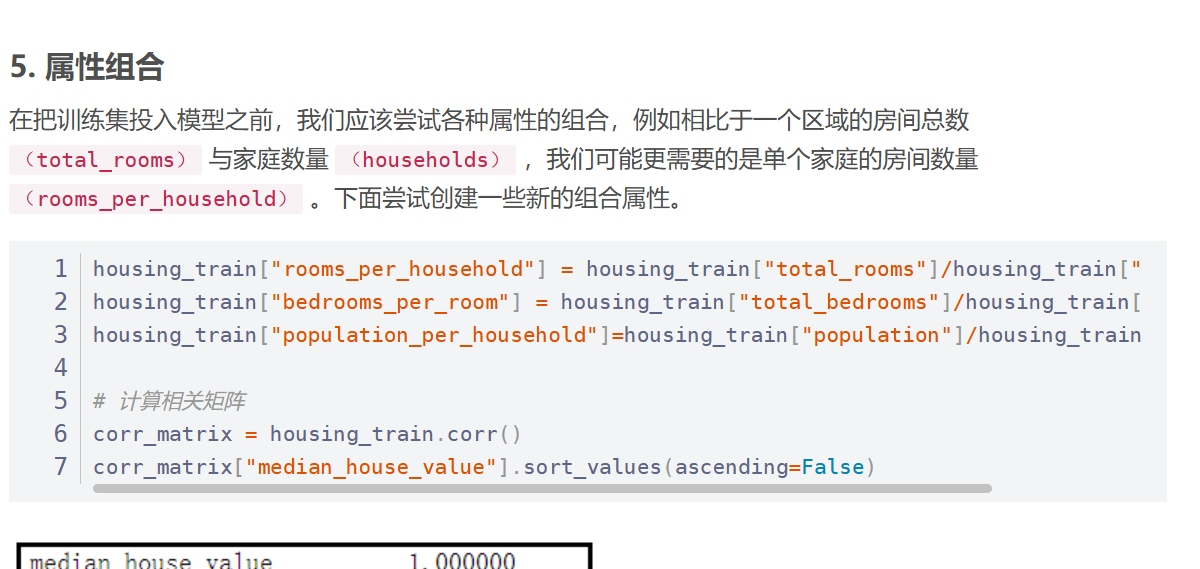 5. 属性组合
在把训练集投入模型之前，我们应该尝试各种属性的组合，例如相比于一个区域的房间总数
（total_rooms） 与家庭数量 （households） ，我们可能更需要的是单个家庭的房间数量
（rooms_per_household） 。下面尝试创建一些新的组合属性。
1 housing_train["rooms_per_household"] = housing_train["total_rooms"]/housing_train["
2 housing_train["bedrooms_per_room"] = housing_train["total_bedrooms"]/housing_train[
3 housing_train["population_per_household"]=housing_train["population"]/housing_train
4
5 # 计算相关矩阵
6 corr_matrix = housing_train.corr()
7 corr_matrix["median_house_value"].sort_values(ascending=False)
median_house_value 1.000000